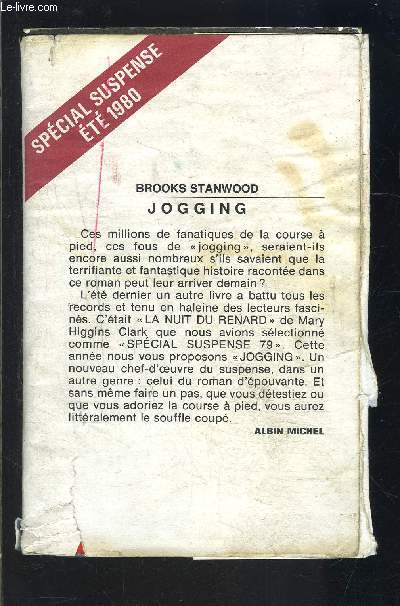 Le-livre.com
SPÉCIAL SUSPENSE
ÉTÉ 1980
BROOKS STANWOOD
JOGGING
Ces millions de fanatiques de la course à
pied, ces fous de «jogging», seraient-ils
encore aussi nombreux s'ils savaient que la
terrifiante et fantastique histoire racontée dans
ce roman peut leur arriver demain ?
L'été dernier un autre livre a battu tous les
records et tenu en haleine des lecteurs fasci-
nés. C'était «LA NUIT DU RENARD» de Mary
Higgins Clark que nous avions sélectionné
comme «SPÉCIAL SUSPENSE 79». Cette
année nous vous proposons «JOGGING». Un
nouveau chef-d'œuvre du suspense, dans un
autre genre : celui du roman d'épouvante. Et
sans même faire un pas, que vous détestiez ou
que vous adoriez la course à pied, vous aurez
littéralement le souffle coupé.
ALBIN MICHEL